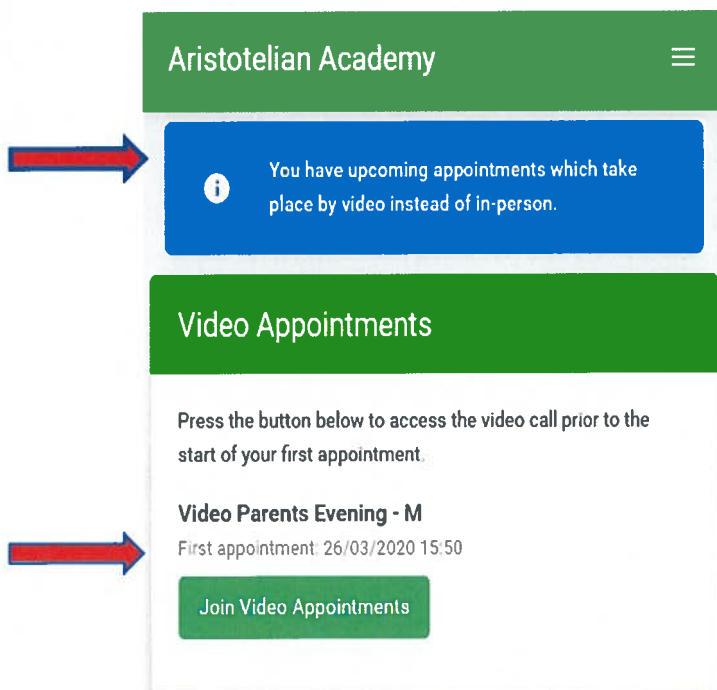 Aristotelian Academy
You have upcoming appointments which take
place by video instead of in-person.
Video Appointments
Press the button below to access the video call prior to the
start of your first appointment.
Video Parents Evening - M
First appointment: 26/03/2020 15:50
Join Video Appointments